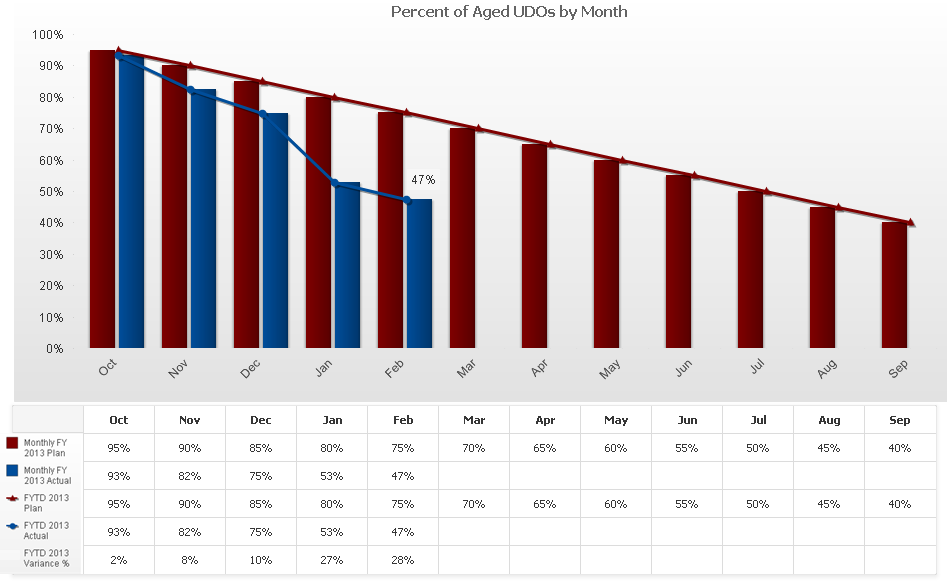 Percent of Aged UDOs by Month
100%
90%
80%
70%
60%
50%
40%
30%
20%
10%
0%
47%
Oct Nov Dec Jan Feb Mar Apr May Jun Jul Aug Sep
Oct Nov Dec Jan Feb Mar Apr May Jun Jul Aug Sep
Monthly FY
2013 Plan
95% 90% 85% 80% 75% 70% 65% 60% 55% 50% 45% 40%
Monthly FY
2013 Actual
93% 82% 75% 53% 47%
FYTD 2013
Plan
95% 90% 85% 80% 75% 70% 65% 60% 55% 50% 45% 40%
FYTD 2013
Actual
93% 82% 75% 53% 47%
FYTD 2013
Variance %
2% 8% 10% 27% 28%